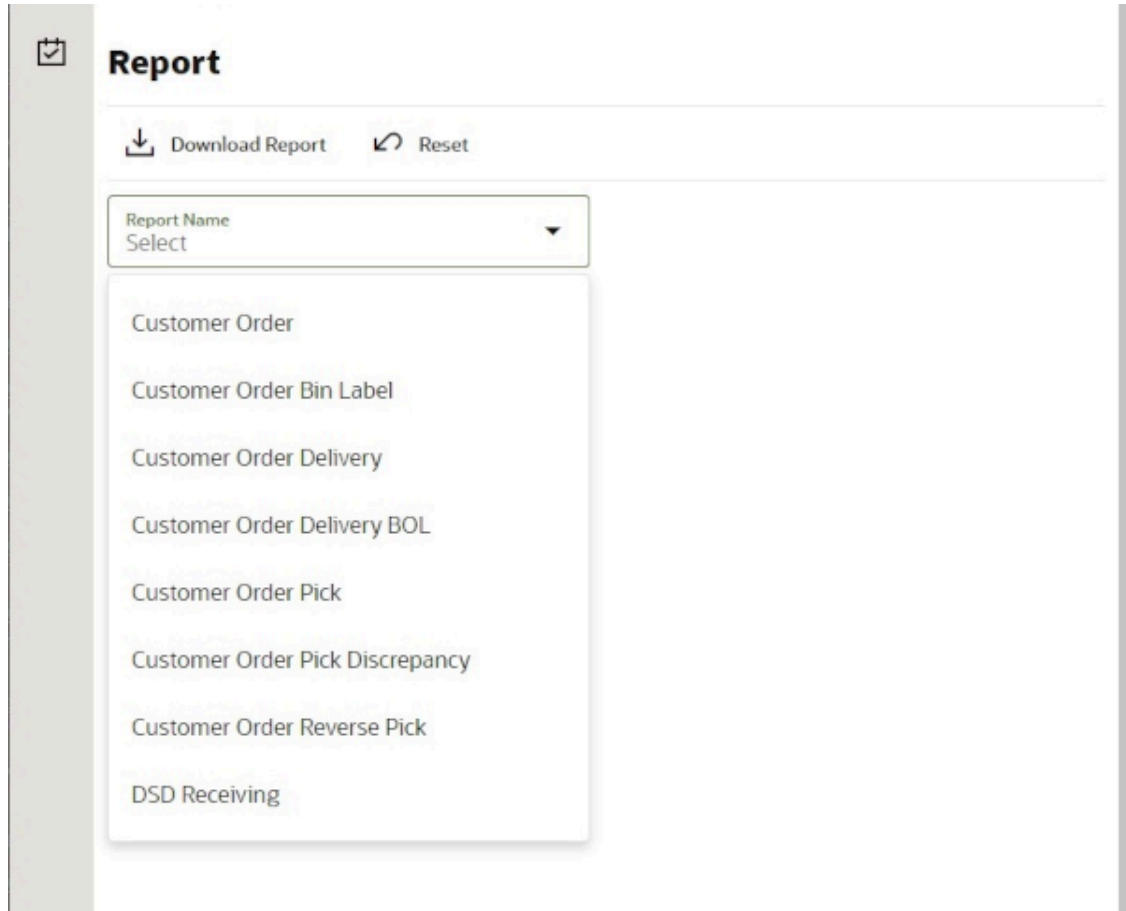 Report
Download Report Reset
Report Name
Select
Customer Order
Customer Order Bin Label
Customer Order Delivery
Customer Order Delivery BOL
Customer Order Pick
Customer Order Pick Discrepancy
Customer Order Reverse Pick
DSD Receiving